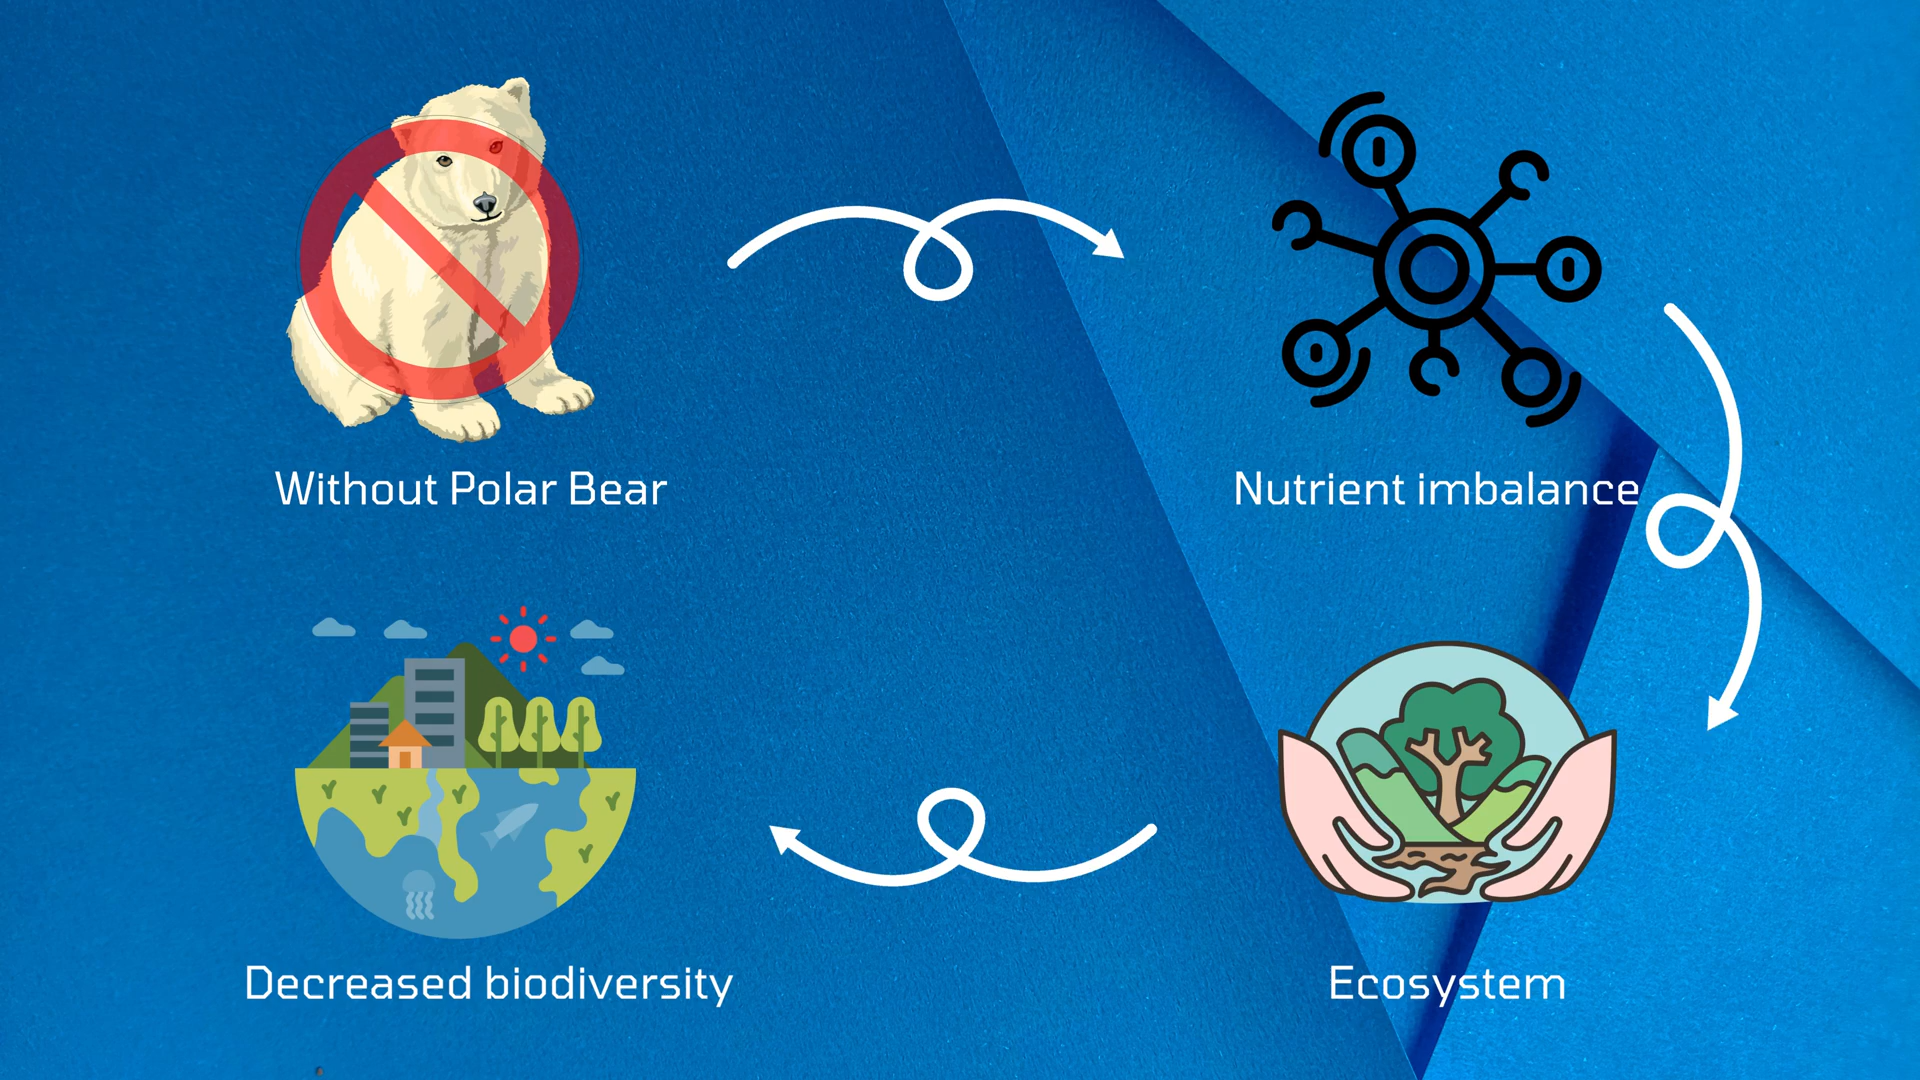 Without Polar Bear
Nutrient imbalance
Decreased biodiversity
Ecosystem